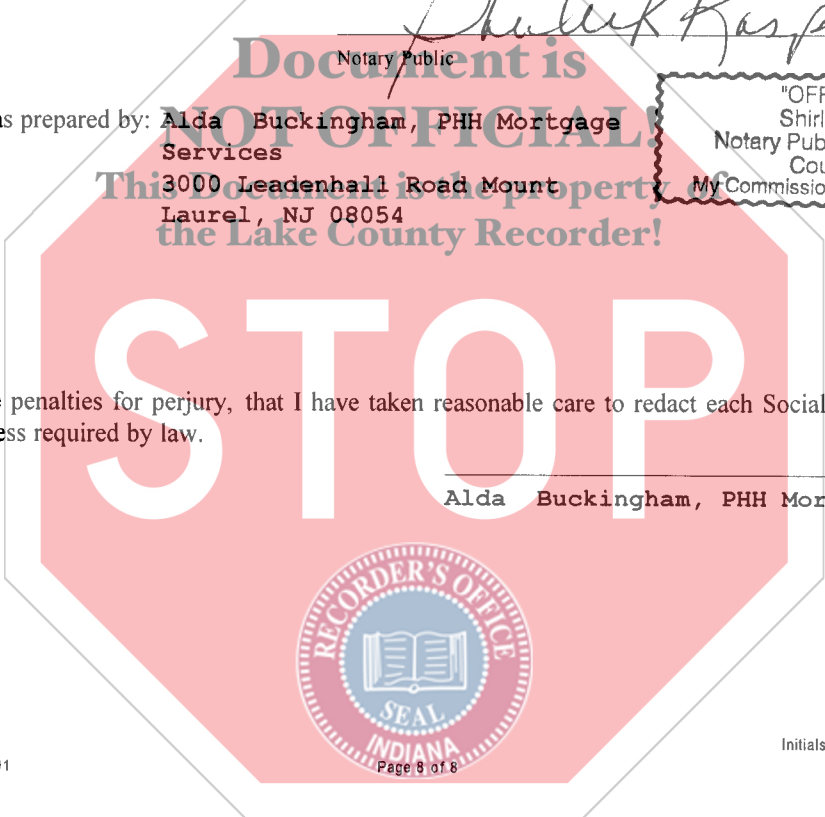 Document is
Notary Public
NOT OFFICIAL!
"OFF
Shirl
Notary Pub
Cou
My Commissio
as prepared by: Alda Buckingham, PHH Mortgage
Services
3000 Leadenhall Road Mount
Laurel, NJ 08054
This Document is the property of
the Lake County Recorder!
STOP
penalties for perjury, that I have taken reasonable care to redact each Social
ess required by law.
Alda Buckingham, PHH Mor
RECORDER'S OFFICE
SEAL
INDIANA
Initials
Page 8 of 8